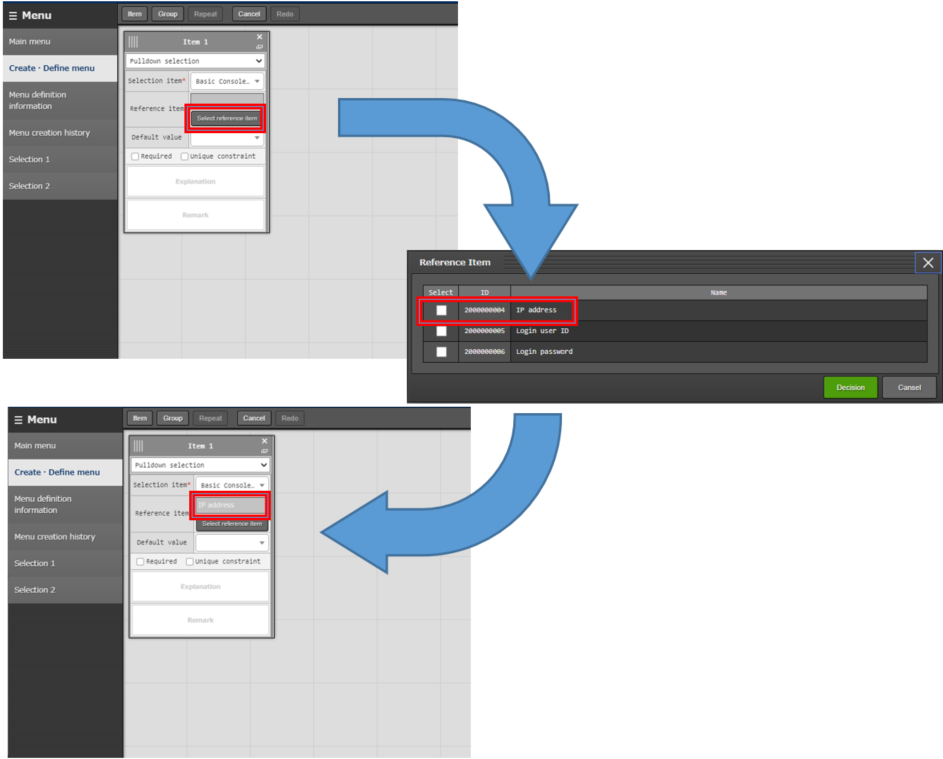 ☰ Menu
Item Group Repeat Cancel Redo
Main menu
Create · Define menu
Menu definition
information
Menu creation history
Selection 1
Selection 2
Item 1
Pulldown selection
Selection item* Basic Console_
Reference item
Select reference item
Default value
Required Unique constraint
Explanation
Remark
Reference Item
Select ID Name
2000000004 IP address
2000000005 Login user ID
2000000006 Login password
Decision Cansel
☰ Menu
Item Group Repeat Cancel Redo
Main menu
Create · Define menu
Menu definition
information
Menu creation history
Selection 1
Selection 2
Item 1
Pulldown selection
Selection item* Basic Console_
IP address
Reference item
Select reference item
Default value
Required Unique constraint
Explanation
Remark